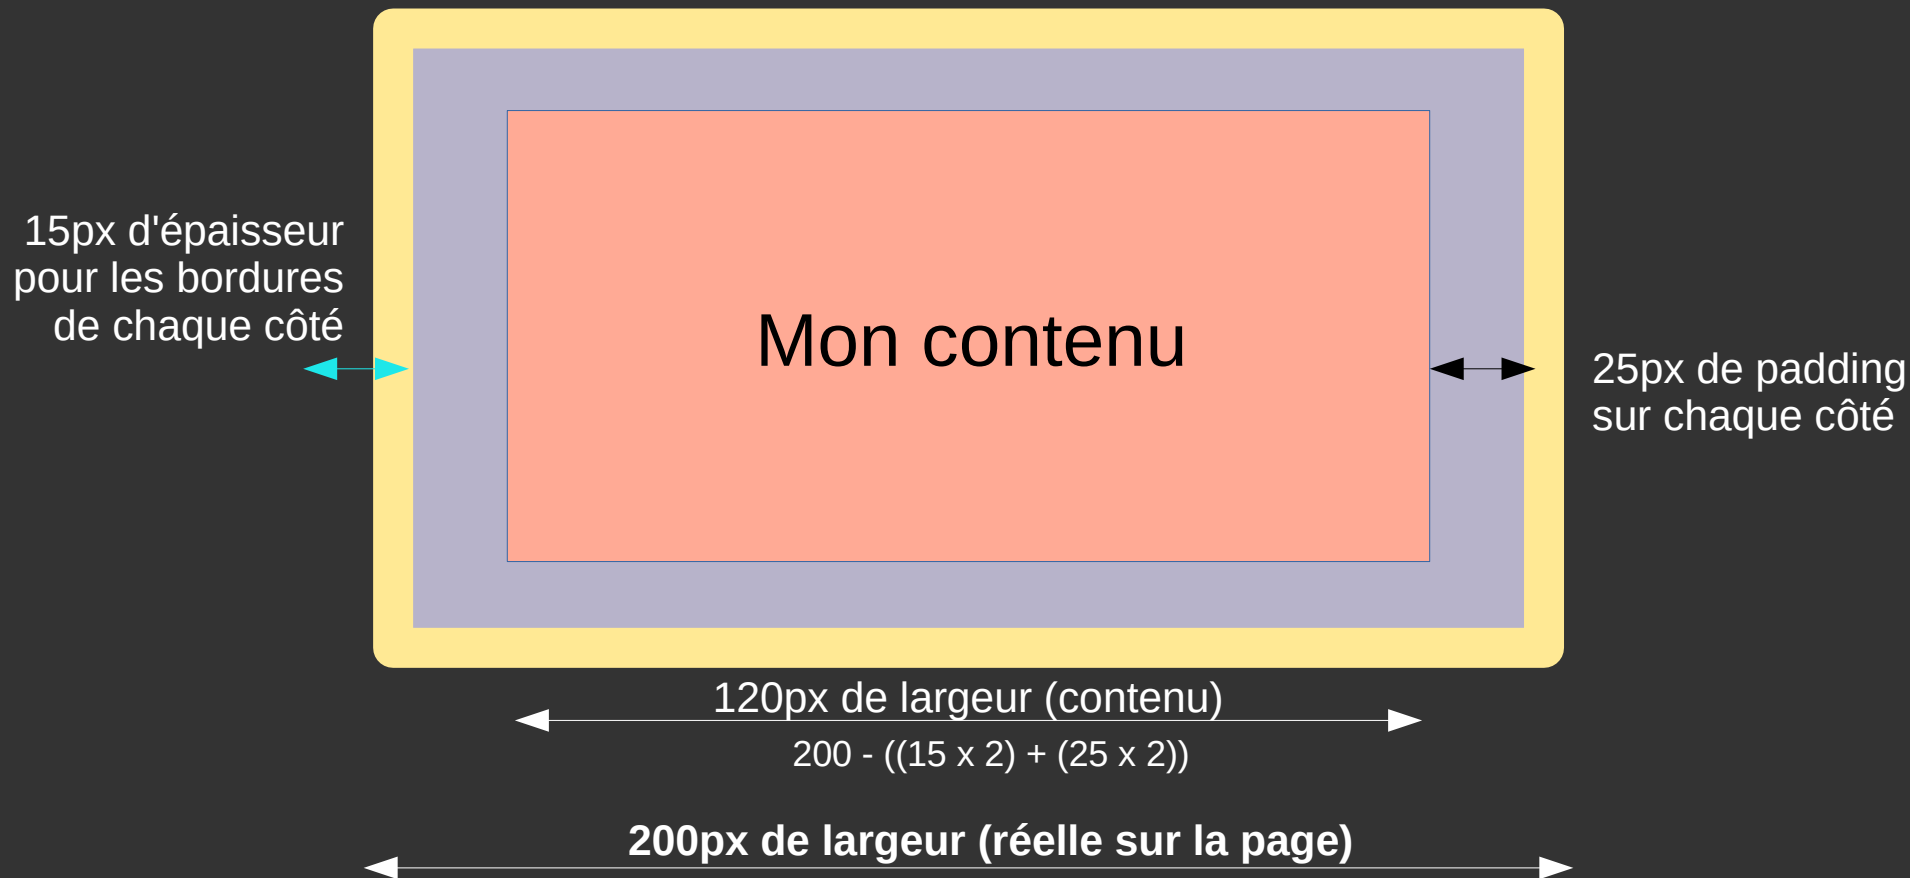 15px d'épaisseur
pour les bordures
de chaque côté
Mon contenu
25px de padding
sur chaque côté
120px de largeur (contenu)
200 - ((15 x 2) + (25 x 2))
200px de largeur (réelle sur la page)